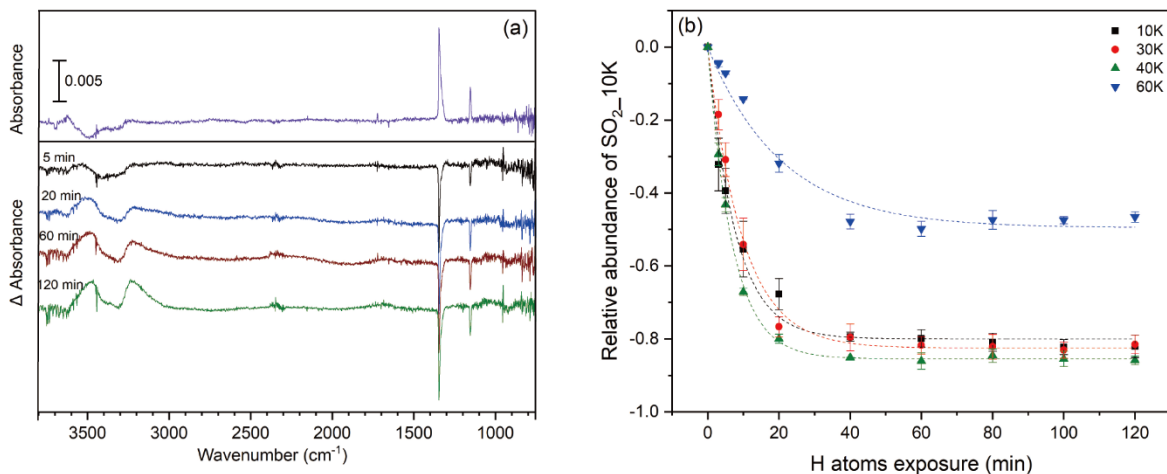 (a)
Absorbance
0.005
Δ Absorbance
5 min
20 min
60 min
120 min
3500 3000 2500 2000 1500 1000
Wavenumber (cm⁻¹)
(b)
10K
30K
40K
60K
Relative abundance of SO₂_10K
0.0
-0.2
-0.4
-0.6
-0.8
-1.0
0 20 40 60 80 100 120
H atoms exposure (min)